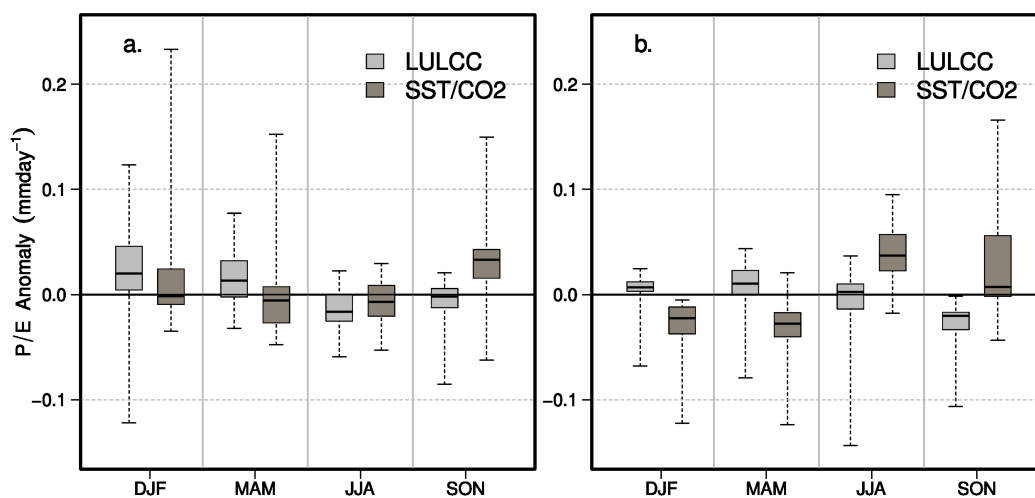 a.
LULCC
SST/CO2
0.2
0.1
0.0
−0.1
P/E Anomaly (mmday⁻¹)
DJF MAM JJA SON
b.
LULCC
SST/CO2
0.2
0.1
0.0
−0.1
DJF MAM JJA SON